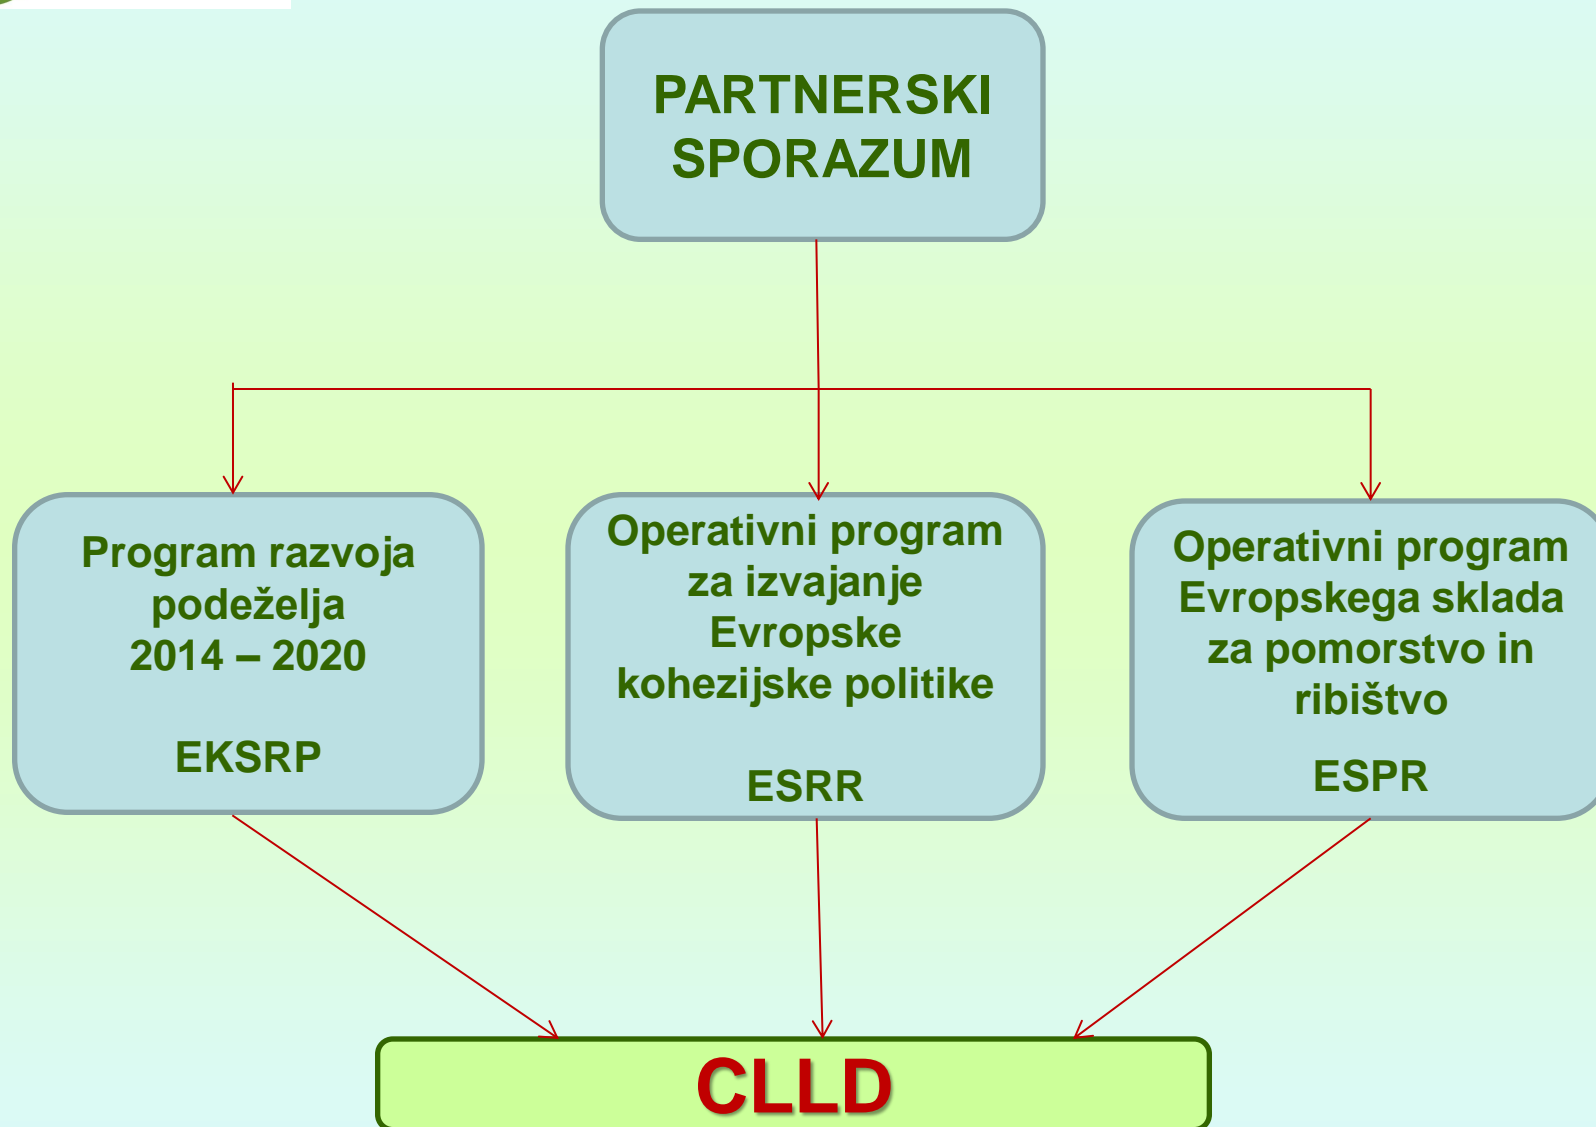 PARTNERSKI
SPORAZUM
Program razvoja
podeželja
2014 – 2020
EKSRP
Operativni program
za izvajanje
Evropske
kohezijske politike
ESRR
Operativni program
Evropskega sklada
za pomorstvo in
ribištvo
ESPR
CLLD